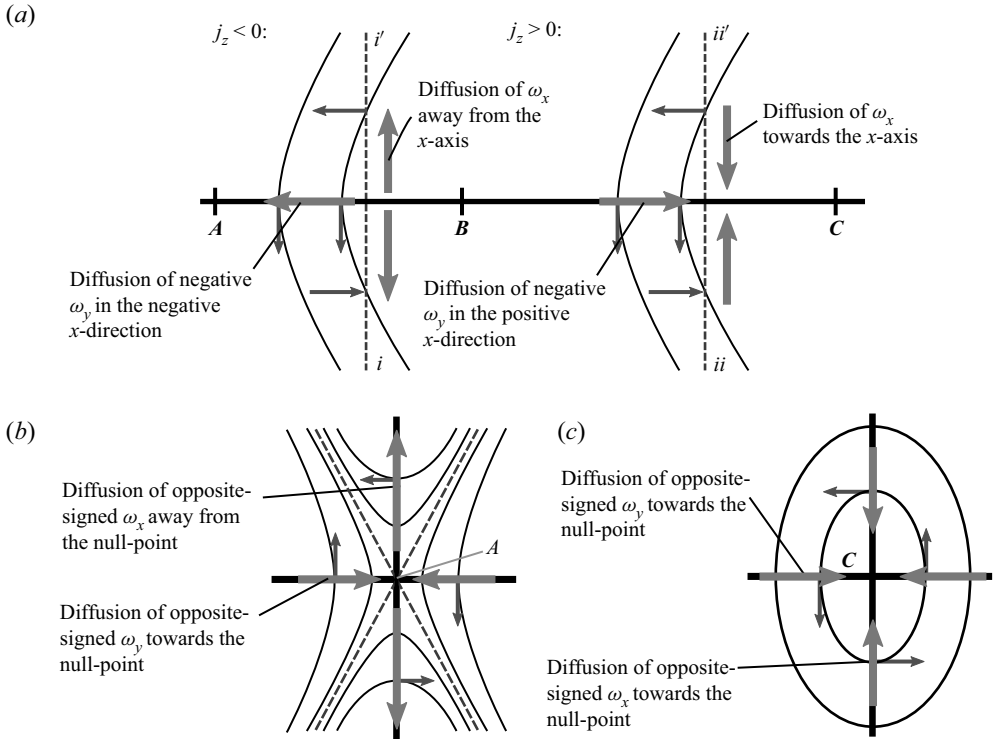 (a)
j_z < 0:
i′
j_z > 0:
ii′
Diffusion of ω_x
away from the
x-axis
Diffusion of ω_x
towards the x-axis
A
B
C
Diffusion of negative
ω_y in the negative
x-direction
i
Diffusion of negative
ω_y in the positive
x-direction
ii
(b)
Diffusion of opposite-
signed ω_x away from
the null-point
A
Diffusion of opposite-
signed ω_y towards the
null-point
(c)
Diffusion of opposite-
signed ω_y towards the
null-point
C
Diffusion of opposite-
signed ω_x towards the
null-point